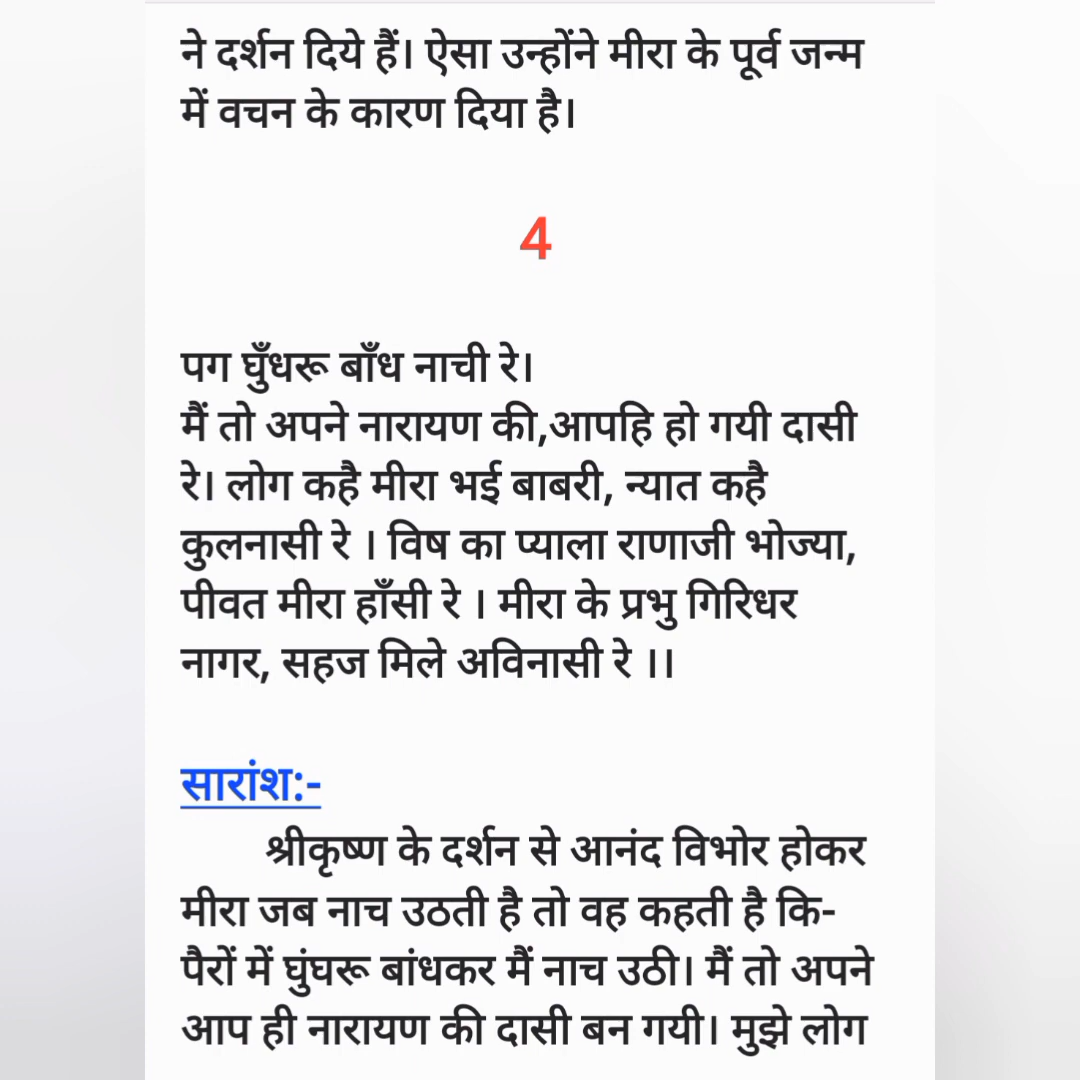 ने दर्शन दिये हैं। ऐसा उन्होंने मीरा के पूर्व जन्म
में वचन के कारण दिया है।
4
पग घुँधरू बाँध नाची रे।
मैं तो अपने नारायण की,आपहि हो गयी दासी
रे। लोग कहै मीरा भई बाबरी, न्यात कहै
कुलनासी रे । विष का प्याला राणाजी भोज्या,
पीवत मीरा हाँसी रे । मीरा के प्रभु गिरिधर
नागर, सहज मिले अविनासी रे ।।
सारांश:-
श्रीकृष्ण के दर्शन से आनंद विभोर होकर
मीरा जब नाच उठती है तो वह कहती है कि-
पैरों में घुंघरू बांधकर मैं नाच उठी। मैं तो अपने
आप ही नारायण की दासी बन गयी। मुझे लोग